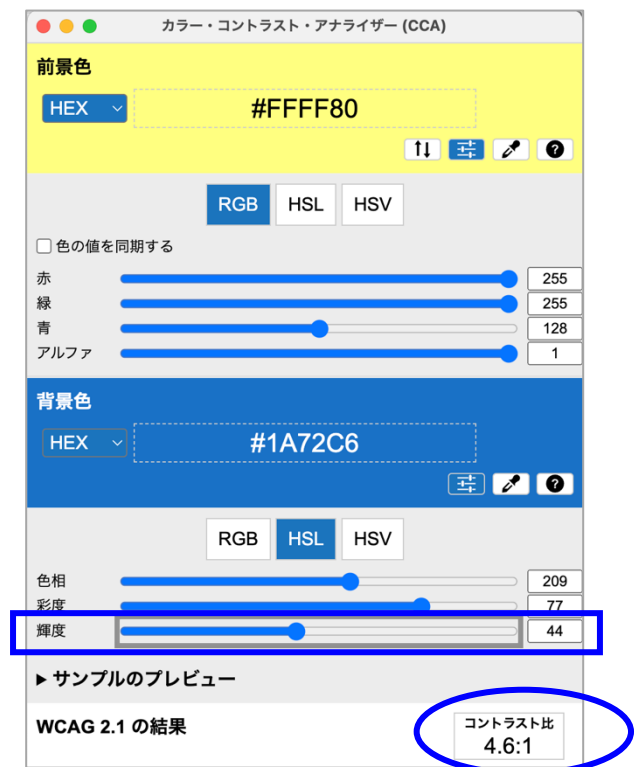 カラー・コントラスト・アナライザー (CCA)
前景色
HEX #FFFF80
RGB HSL HSV
色の値を同期する
赤 255
緑 255
青 128
アルファ 1
背景色
HEX #1A72C6
RGB HSL HSV
色相 209
彩度 77
輝度 44
サンプルのプレビュー
WCAG 2.1 の結果
コントラスト比
4.6:1